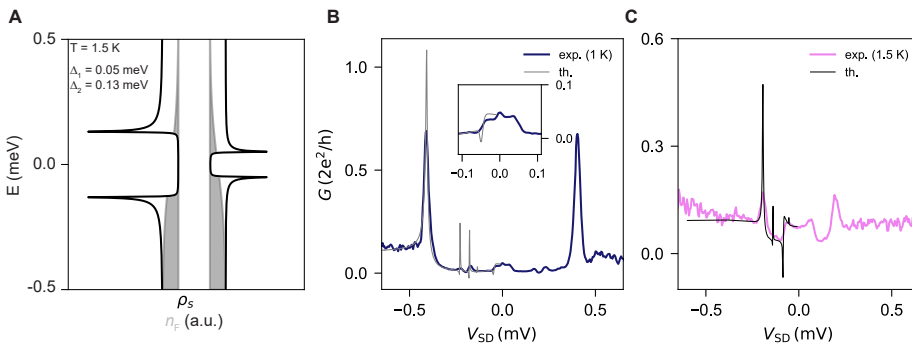 A
T = 1.5 K
Δ₁ = 0.05 meV
Δ₂ = 0.13 meV
E (meV)
0.5
0.0
-0.5
ρₛ
n_F (a.u.)
B
exp. (1 K)
th.
G (2e²/h)
1.0
0.5
0.0
0.1
0.0
−0.1 0.0 0.1
−0.5 0.0 0.5
V_SD (mV)
C
exp. (1.5 K)
th.
0.6
0.3
0.0
−0.5 0.0 0.5
V_SD (mV)